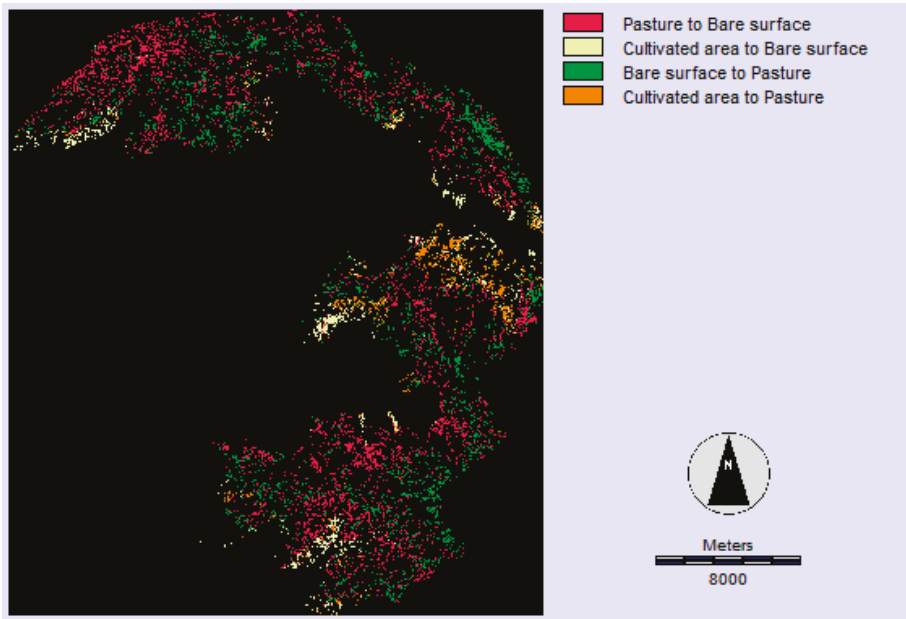 Pasture to Bare surface
Cultivated area to Bare surface
Bare surface to Pasture
Cultivated area to Pasture
N
Meters
8000